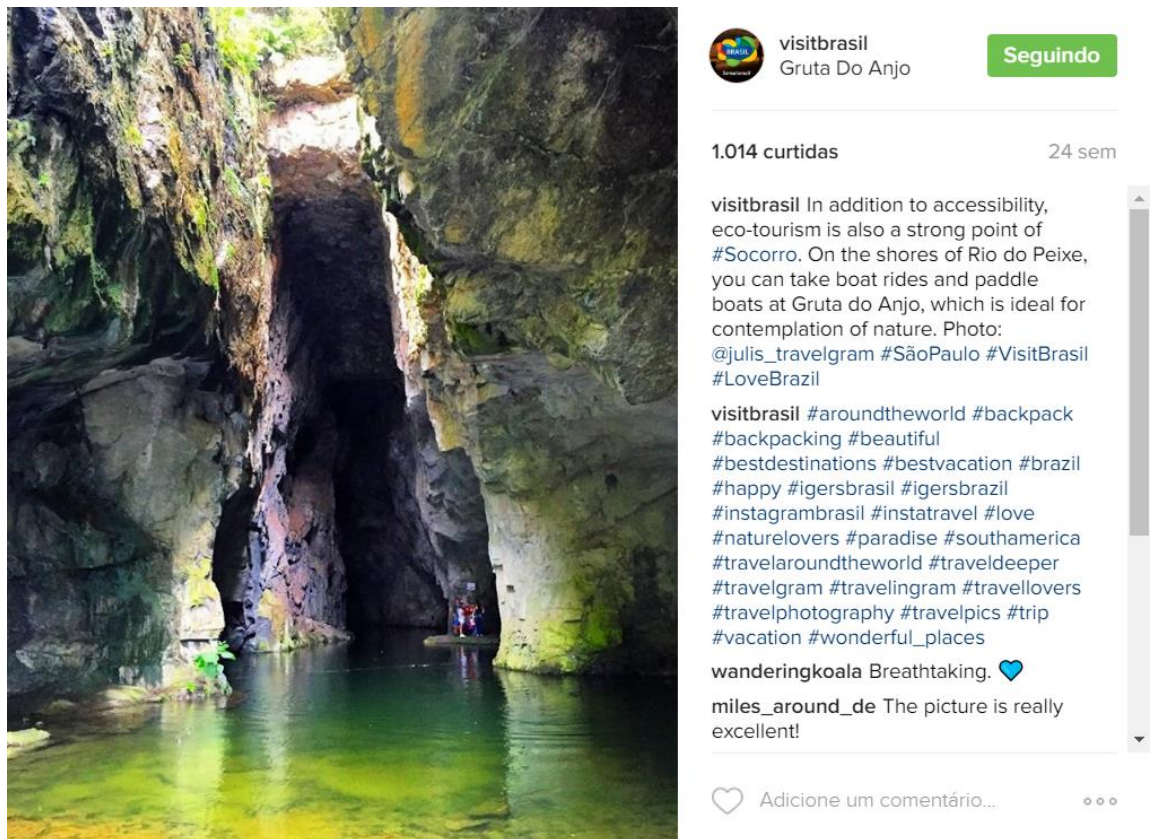 BRASIL
Sensational!
visitbrasil
Gruta Do Anjo
Seguindo
1.014 curtidas
24 sem
visitbrasil In addition to accessibility,
eco-tourism is also a strong point of
#Socorro. On the shores of Rio do Peixe,
you can take boat rides and paddle
boats at Gruta do Anjo, which is ideal for
contemplation of nature. Photo:
@julis_travelgram #SãoPaulo #VisitBrasil
#LoveBrazil
visitbrasil #aroundtheworld #backpack
#backpacking #beautiful
#bestdestinations #bestvacation #brazil
#happy #igersbrasil #igersbrazil
#instagrambrasil #instatravel #love
#naturelovers #paradise #southamerica
#travelaroundtheworld #traveldeeper
#travelgram #travelingram #travellovers
#travelphotography #travelpics #trip
#vacation #wonderful_places
wanderingkoala Breathtaking. 💙
miles_around_de The picture is really
excellent!
Adicione um comentário...